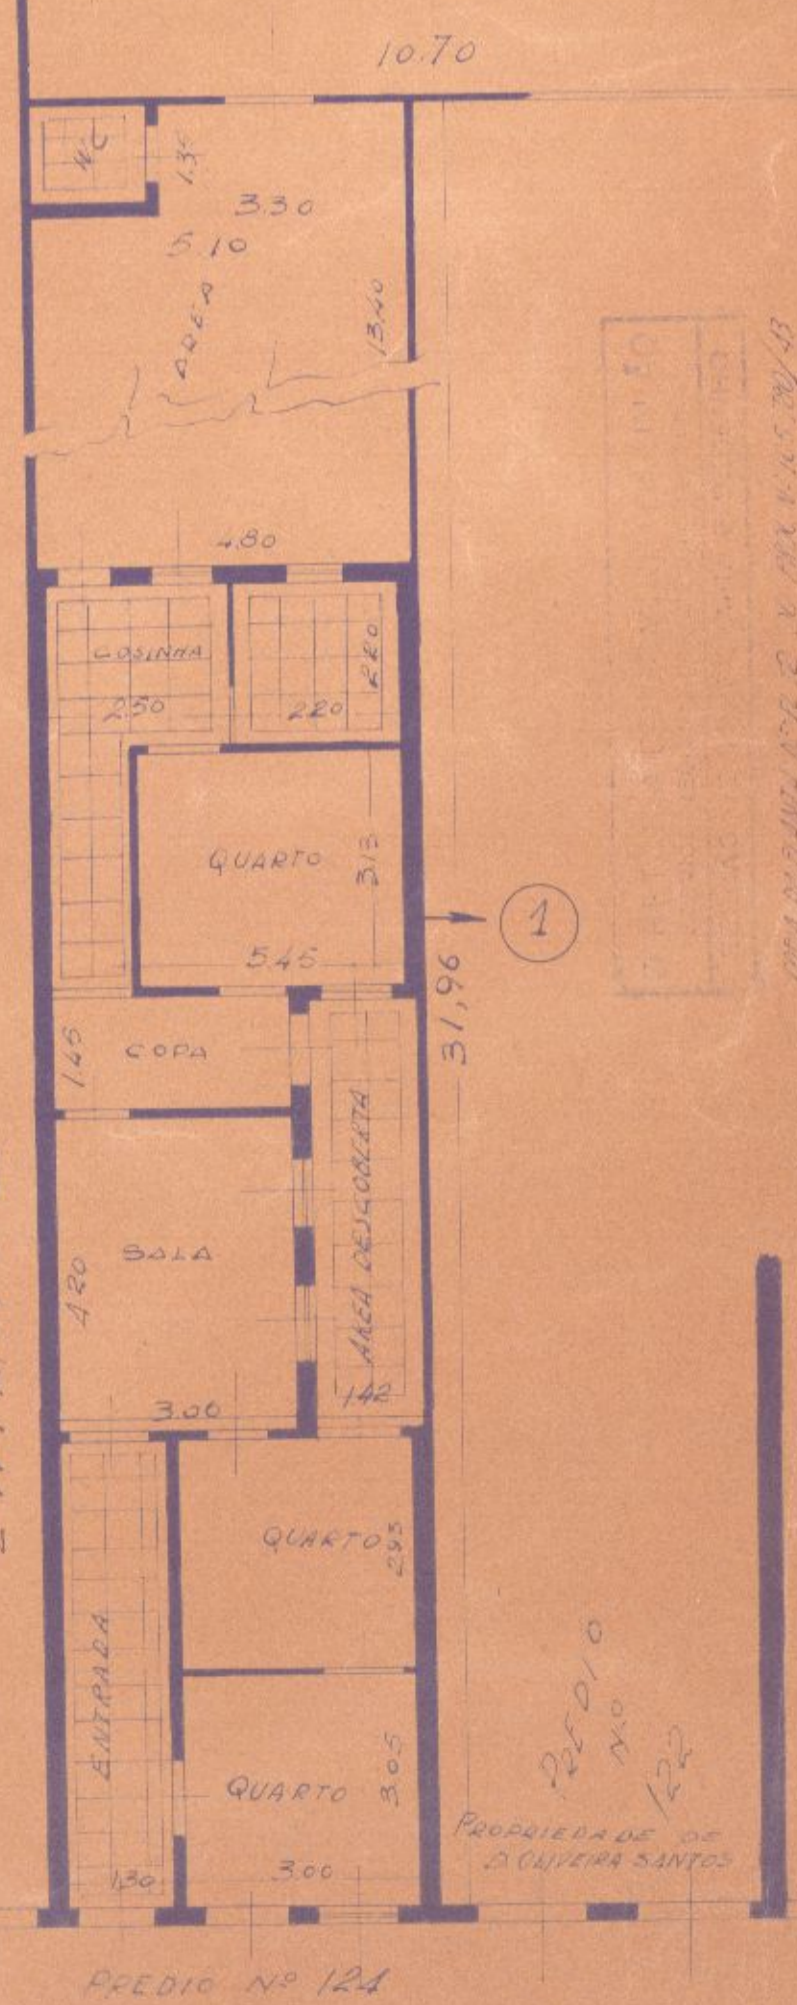 10.70
WC
1.35
3.30
5.10
AREA
13.40
4.80
COSINHA
2.50
2.20
2.20
QUARTO
3.13
5.45
1
31,96
1.45
COPA
AREA DESCOBERTA
SALA
4.20
3.00
1.42
QUARTO
2.93
ENTRADA
QUARTO
3.05
1.30
3.00
PREDIO
No
122
PROPRIEDADE DE
D. OLIVEIRA SANTOS
PREDIO Nº 124